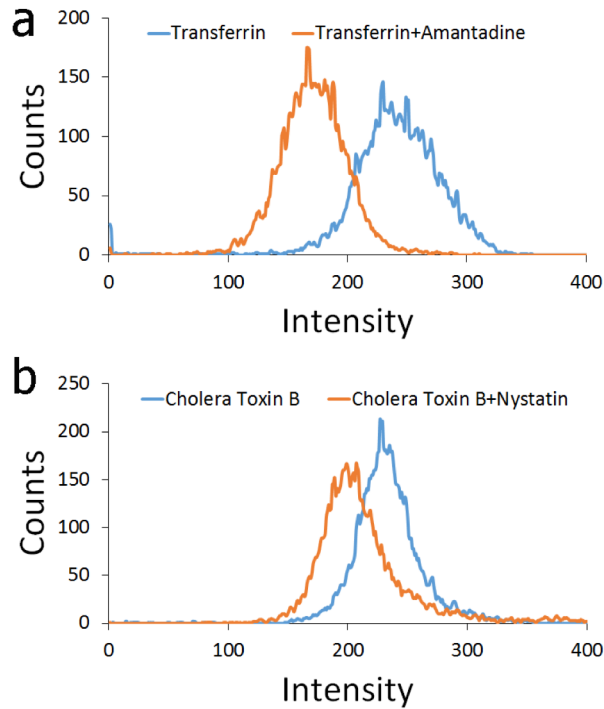 a
Transferrin Transferrin+Amantadine
200
150
100
50
0
Counts
0 100 200 300 400
Intensity
b
Cholera Toxin B Cholera Toxin B+Nystatin
250
200
150
100
50
0
Counts
0 100 200 300 400
Intensity